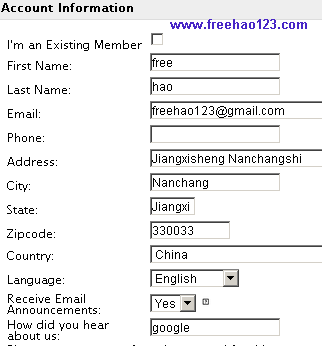 Account Information
www.freehao123.com
I'm an Existing Member
First Name: free
Last Name: hao
Email: freehao123@gmail.com
Phone:
Address: Jiangxisheng Nanchangshi
City: Nanchang
State: Jiangxi
Zipcode: 330033
Country: China
Language: English
Receive Email
Announcements: Yes
How did you hear
about us: google